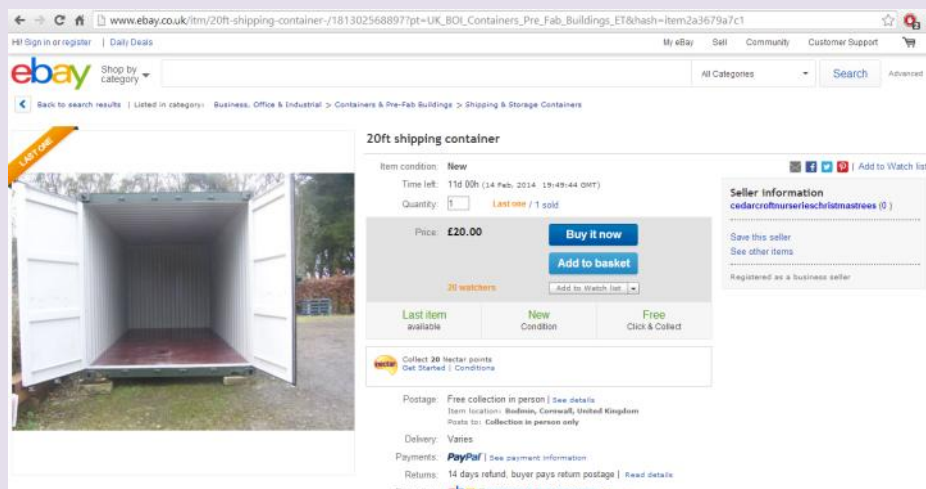 www.ebay.co.uk/itm/20ft-shipping-container-/181302568897?pt=UK_BOI_Containers_Pre_Fab_Buildings_ET&hash=item2a3679a7c1
Hi! Sign in or register | Daily Deals
My eBay Sell Community Customer Support
ebay Shop by category All Categories Search Advanced
Back to search results | Listed in category: Business, Office & Industrial > Containers & Pre-Fab Buildings > Shipping & Storage Containers
LAST ONE
20ft shipping container
Item condition: New
Time left: 11d 00h (14 Feb, 2014 19:49:44 GMT)
Quantity: 1 Last one / 1 sold
Price: £20.00
Buy it now
Add to basket
20 watchers
Add to Watch list
Last item available
New Condition
Free Click & Collect
nectar
Collect 20 Nectar points
Get Started | Conditions
Postage: Free collection in person | See details
Item location: Bodmin, Cornwall, United Kingdom
Posts to: Collection in person only
Delivery: Varies
Payments: PayPal | See payment information
Returns: 14 days refund, buyer pays return postage | Read details
| Add to Watch list
Seller information
cedarcroftnurserieschristmastrees (0 )
Save this seller
See other items
Registered as a business seller